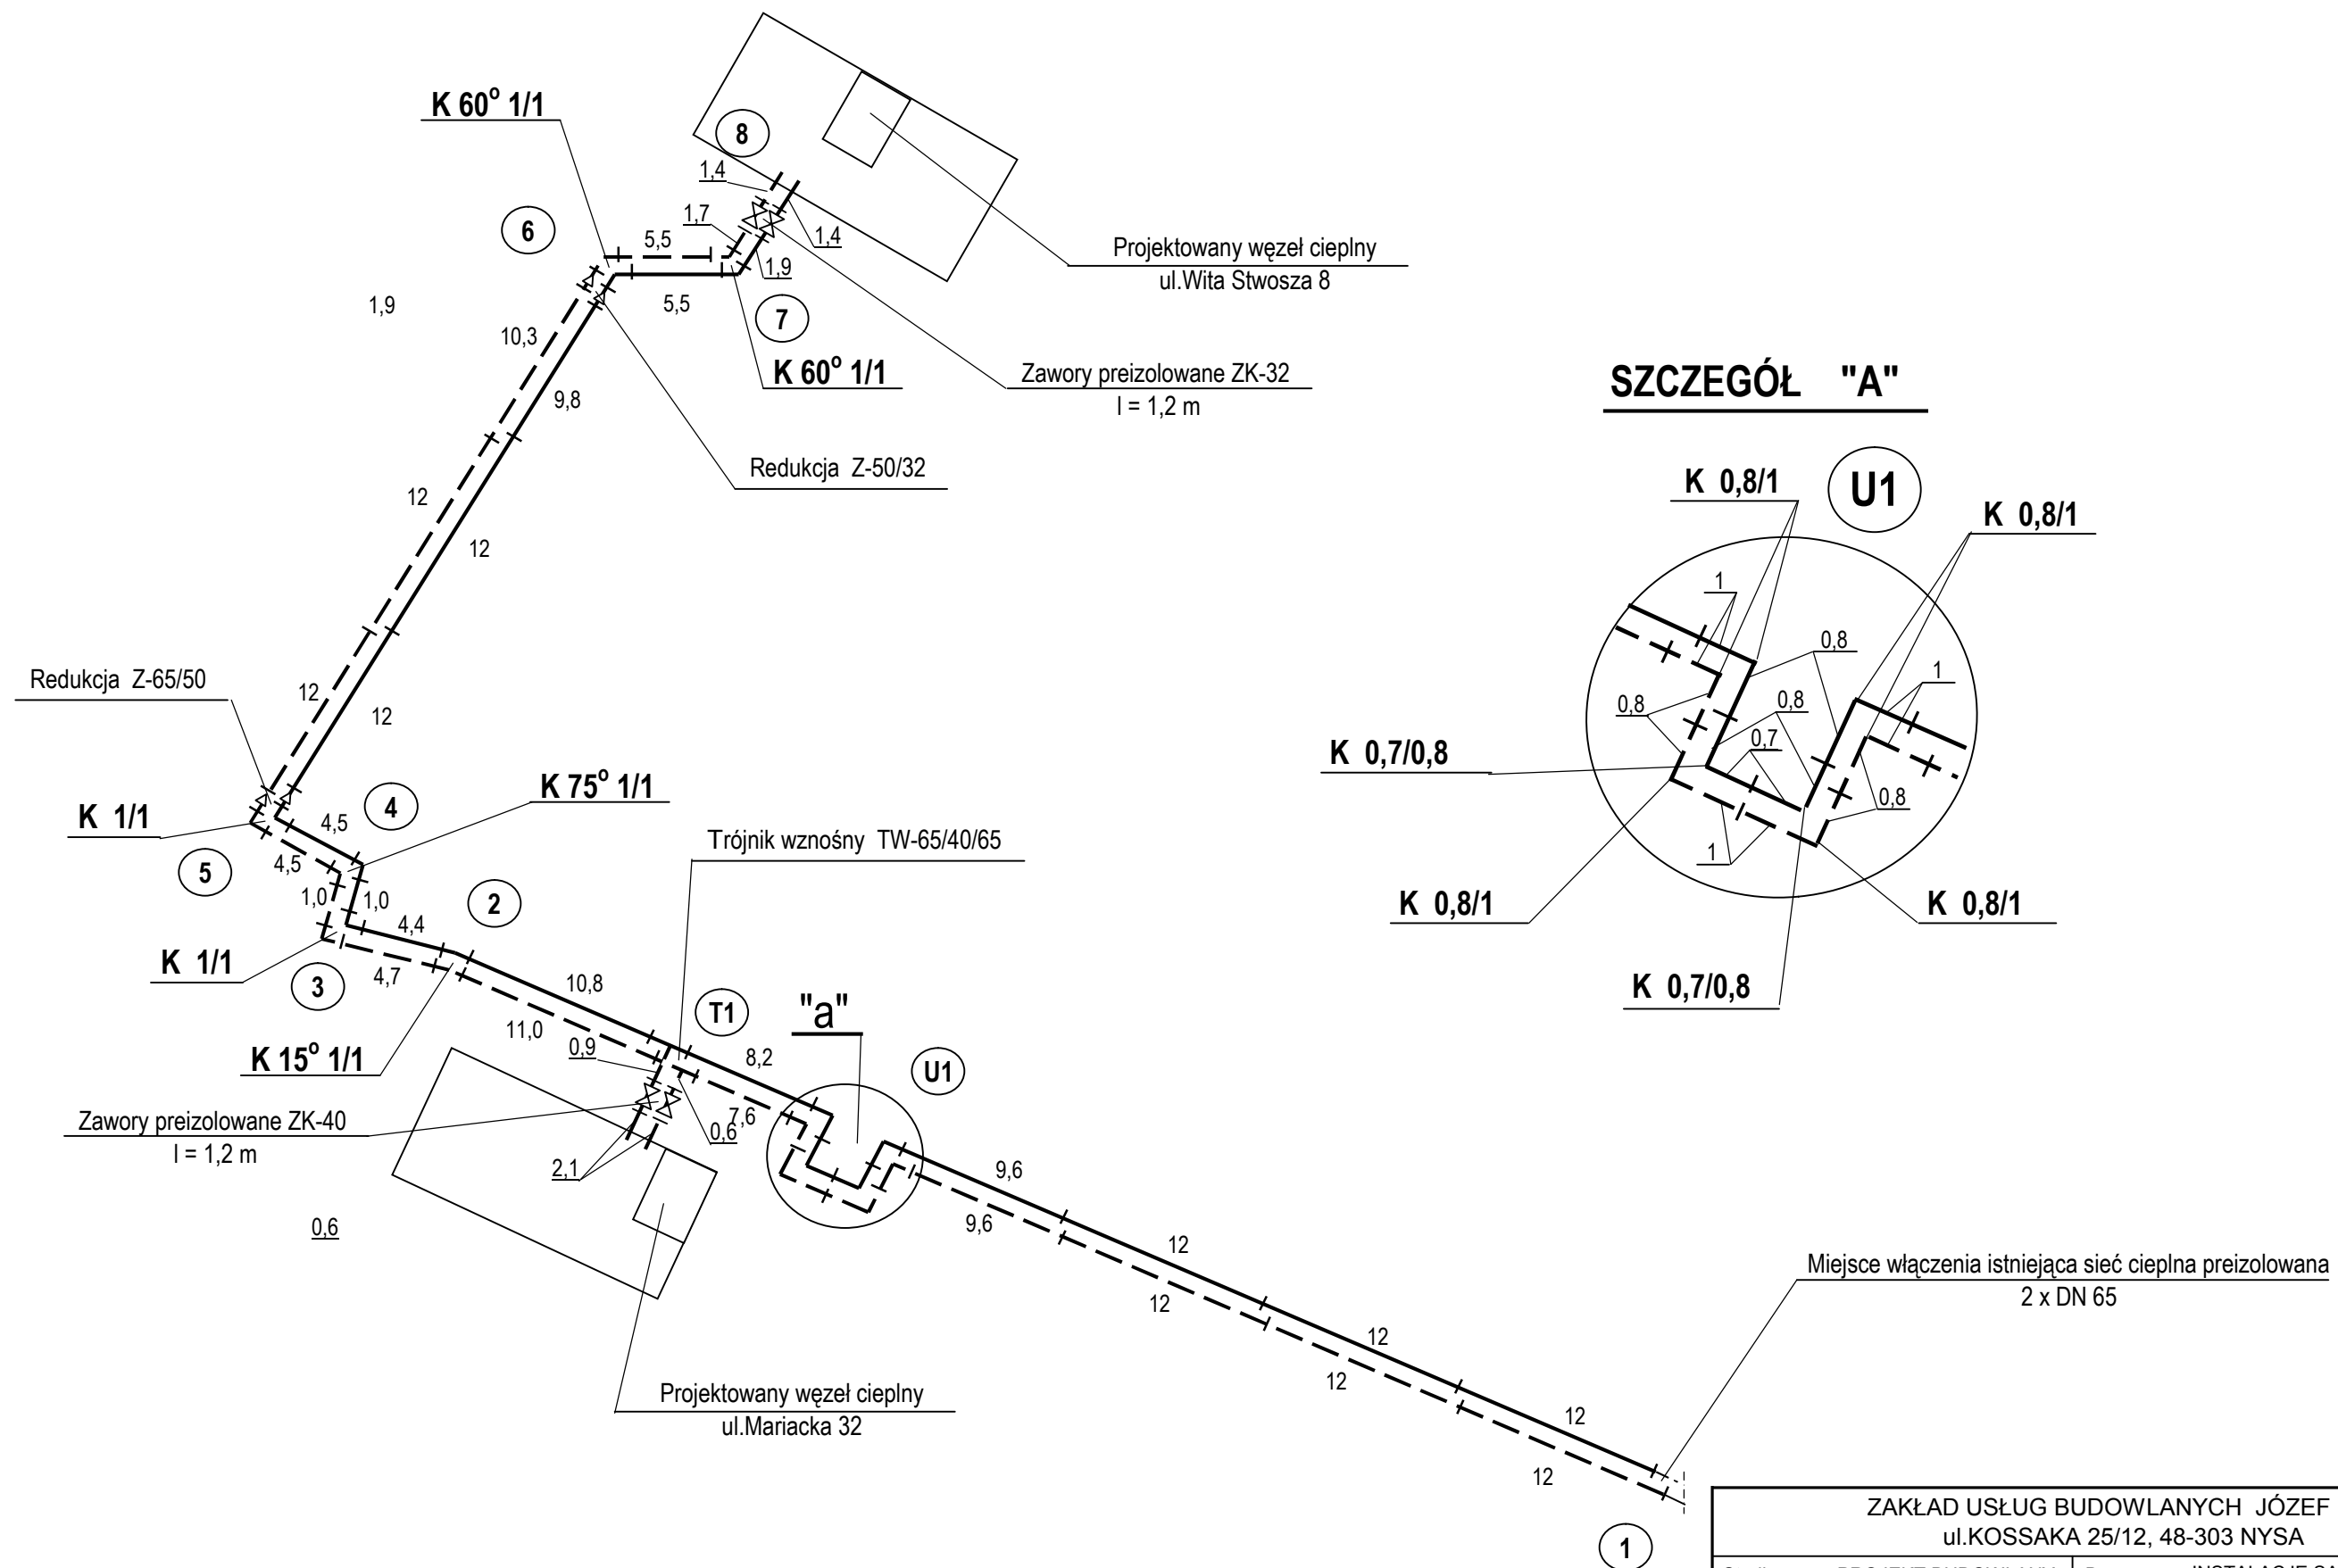 K 60° 1/1
8
1,4
1,7
6
5,5
1,4
1,9
5,5
1,9
7
10,3
K 60° 1/1
9,8
Projektowany węzeł cieplny
ul.Wita Stwosza 8
Zawory preizolowane ZK-32
l = 1,2 m
Redukcja Z-50/32
12
12
Redukcja Z-65/50
12
12
K 75° 1/1
K 1/1
4
4,5
5
4,5
1,0
1,0
4,4
2
K 1/1
4,7
3
Trójnik wznośny TW-65/40/65
10,8
T1
"a"
11,0
0,9
8,2
U1
K 15° 1/1
Zawory preizolowane ZK-40
l = 1,2 m
7,6
0,6
2,1
0,6
9,6
9,6
12
12
12
12
12
12
Projektowany węzeł cieplny
ul.Mariacka 32
Miejsce włączenia istniejąca sieć cieplna preizolowana
2 x DN 65
1
SZCZEGÓŁ "A"
K 0,8/1
U1
K 0,8/1
1
0,8
1
0,8
0,8
0,7
0,8
1
K 0,7/0,8
K 0,8/1
K 0,8/1
K 0,7/0,8
ZAKŁAD USŁUG BUDOWLANYCH JÓZEF
ul.KOSSAKA 25/12, 48-303 NYSA